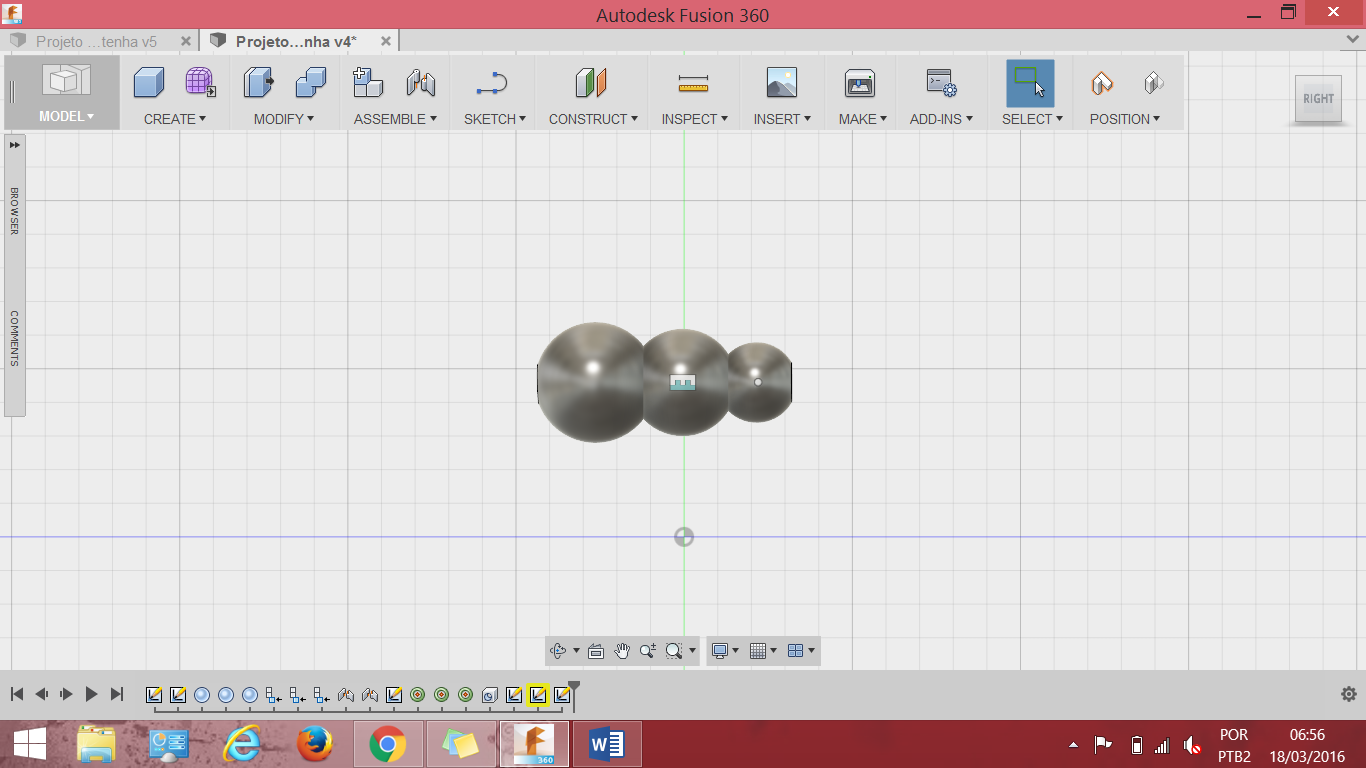 Autodesk Fusion 360
Projeto ...tenha v5
Projeto...nha v4*
MODEL
CREATE
MODIFY
ASSEMBLE
SKETCH
CONSTRUCT
INSPECT
INSERT
MAKE
ADD-INS
SELECT
POSITION
RIGHT
BROWSER
COMMENTS
360
POR
06:56
PTB2
18/03/2016